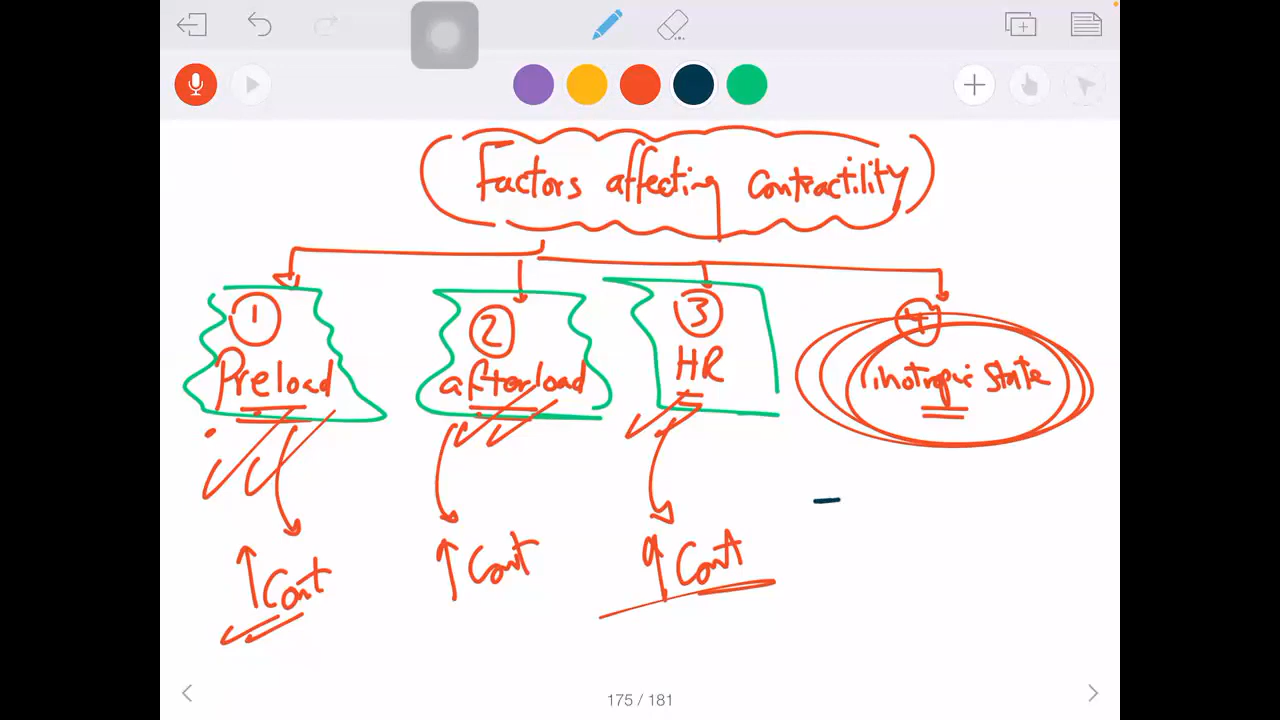 Factors affecting contractility
1
2
3
4
Preload
afterload
HR
inotropic state
↑ Cont
↑ Cont
↑ Cont
175 / 181